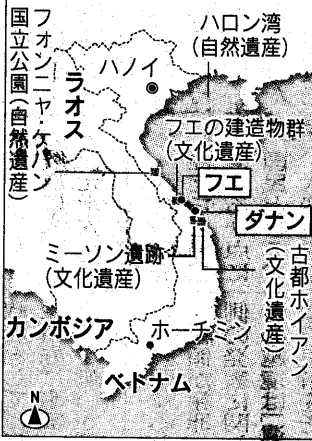 フォンニャ・ケバン
国立公園(自然遺産)
ラオス
ハノイ
ハロン湾
(自然遺産)
フエの建造物群
(文化遺産)
フエ
ダナン
ミーソン遺跡
(文化遺産)
古都ホイアン
(文化遺産)
カンボジア
ホーチミン
ベトナム
N